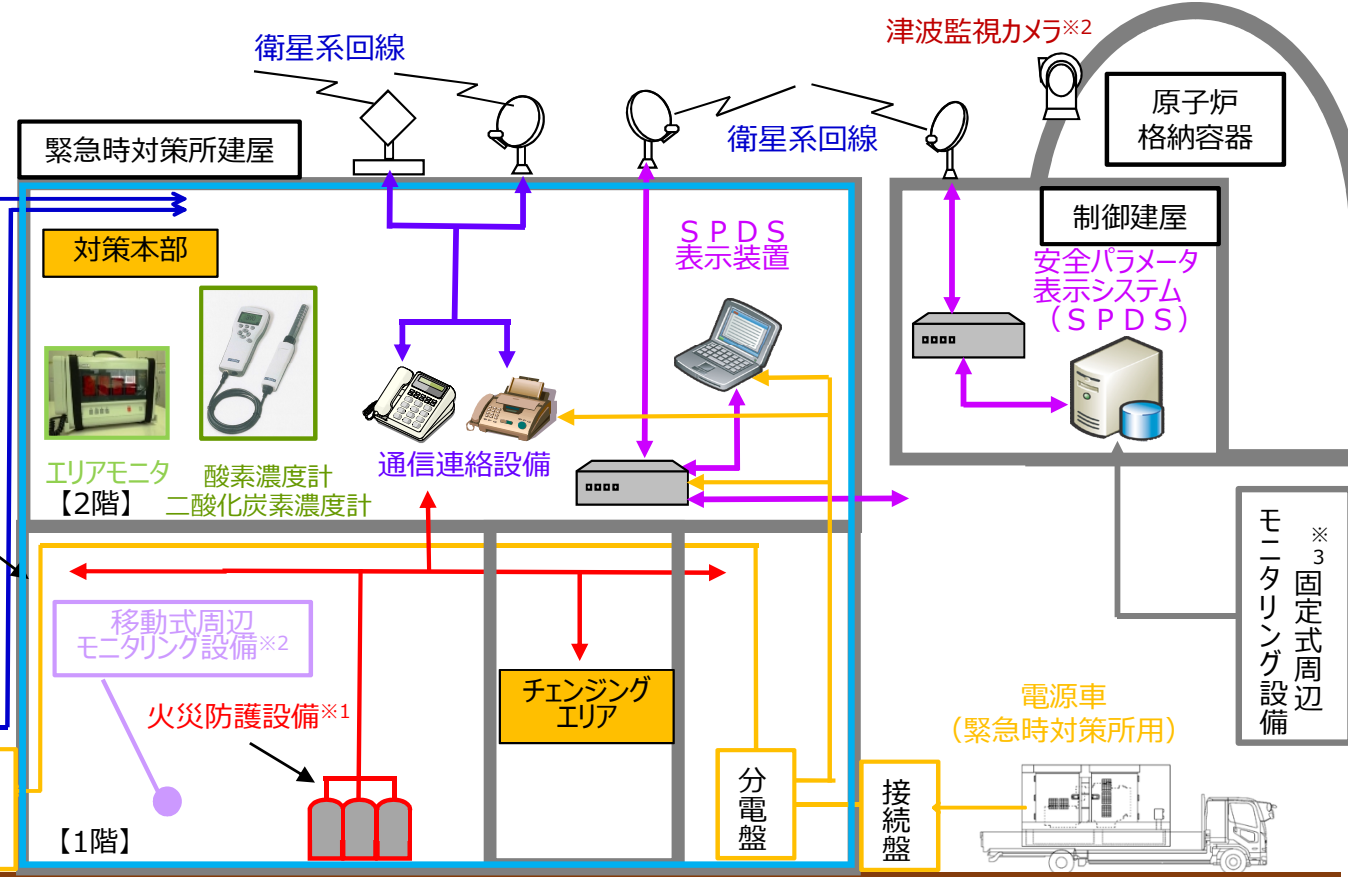 衛星系回線
津波監視カメラ※2
原子炉
格納容器
緊急時対策所建屋
衛星系回線
制御建屋
対策本部
ＳＰＤＳ
表示装置
安全パラメータ
表示システム
（ＳＰＤＳ）
エリアモニタ
酸素濃度計
二酸化炭素濃度計
通信連絡設備
【2階】
※3固定式周辺
モニタリング設備
移動式周辺
モニタリング設備※2
火災防護設備※1
チェンジング
エリア
電源車
（緊急時対策所用）
分電盤
接続盤
【1階】